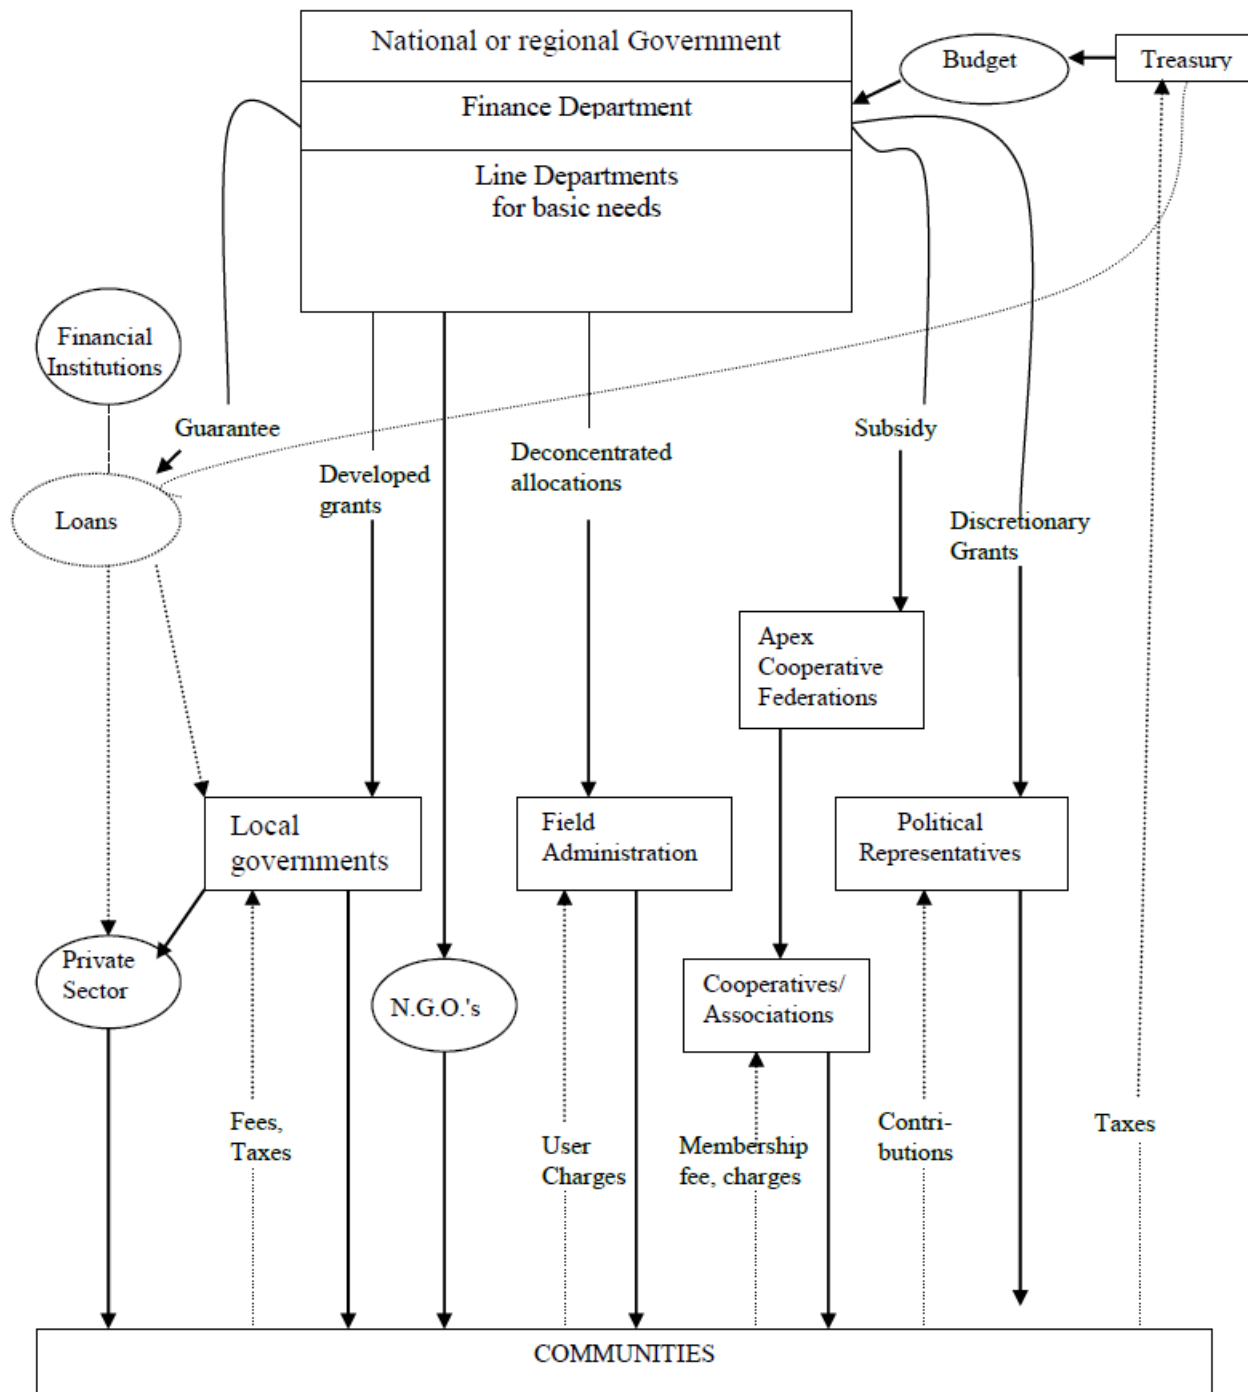 National or regional Government
Budget
Treasury
Finance Department
Line Departments
for basic needs
Financial
Institutions
Guarantee
Subsidy
Deconcentrated
allocations
Developed
grants
Loans
Discretionary
Grants
Apex
Cooperative
Federations
Local
governments
Field
Administration
Political
Representatives
Private
Sector
N.G.O.'s
Cooperatives/
Associations
Fees,
Taxes
User
Charges
Membership
fee, charges
Contri-
butions
Taxes
COMMUNITIES